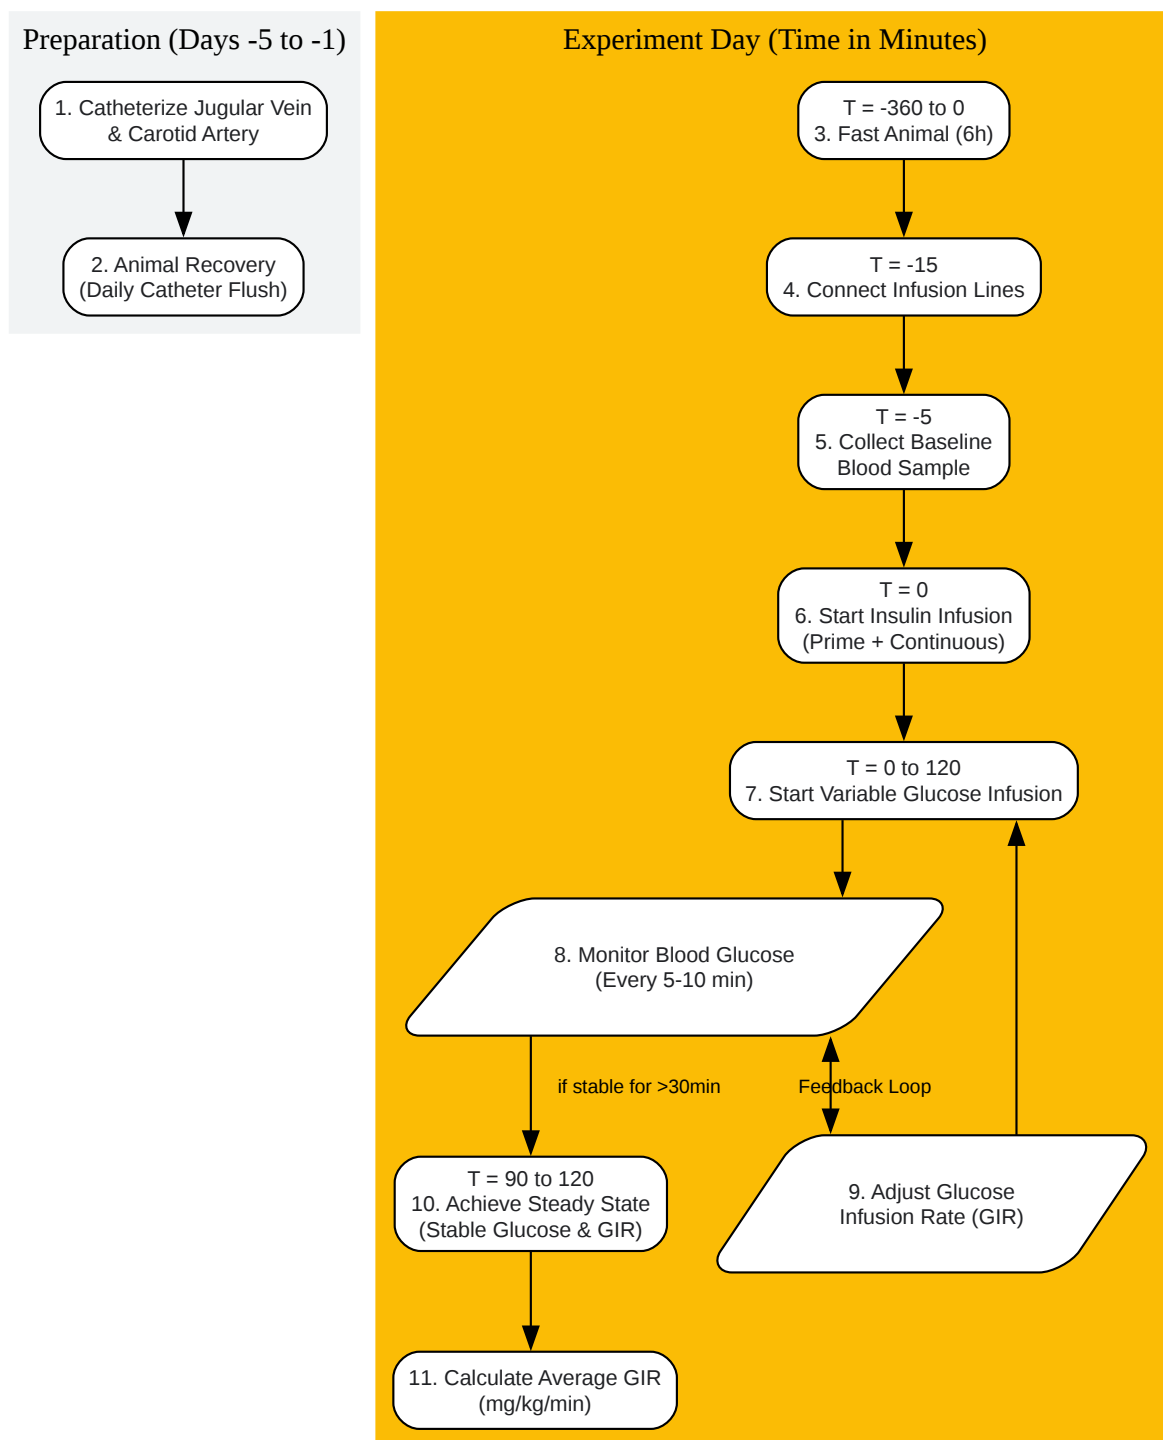 Preparation (Days -5 to -1)
1. Catheterize Jugular Vein
& Carotid Artery
2. Animal Recovery
(Daily Catheter Flush)
Experiment Day (Time in Minutes)
T = -360 to 0
3. Fast Animal (6h)
T = -15
4. Connect Infusion Lines
T = -5
5. Collect Baseline
Blood Sample
T = 0
6. Start Insulin Infusion
(Prime + Continuous)
T = 0 to 120
7. Start Variable Glucose Infusion
8. Monitor Blood Glucose
(Every 5-10 min)
if stable for >30min
Feedback Loop
9. Adjust Glucose
Infusion Rate (GIR)
T = 90 to 120
10. Achieve Steady State
(Stable Glucose & GIR)
11. Calculate Average GIR
(mg/kg/min)